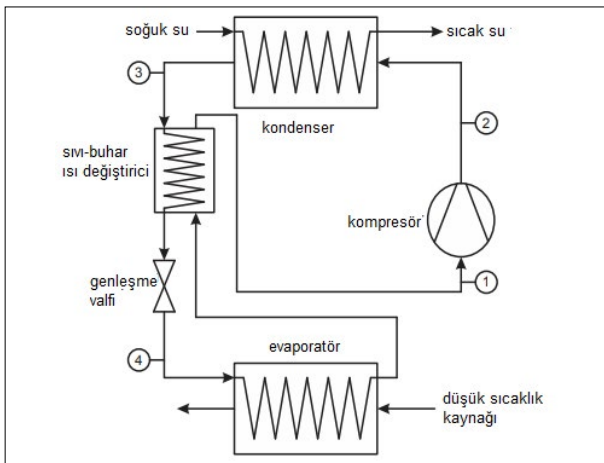 soğuk su
sıcak su
3
kondenser
2
sıvı-buhar
ısı değiştirici
kompresör
genleşme
valfi
1
evaporatör
4
düşük sıcaklık
kaynağı